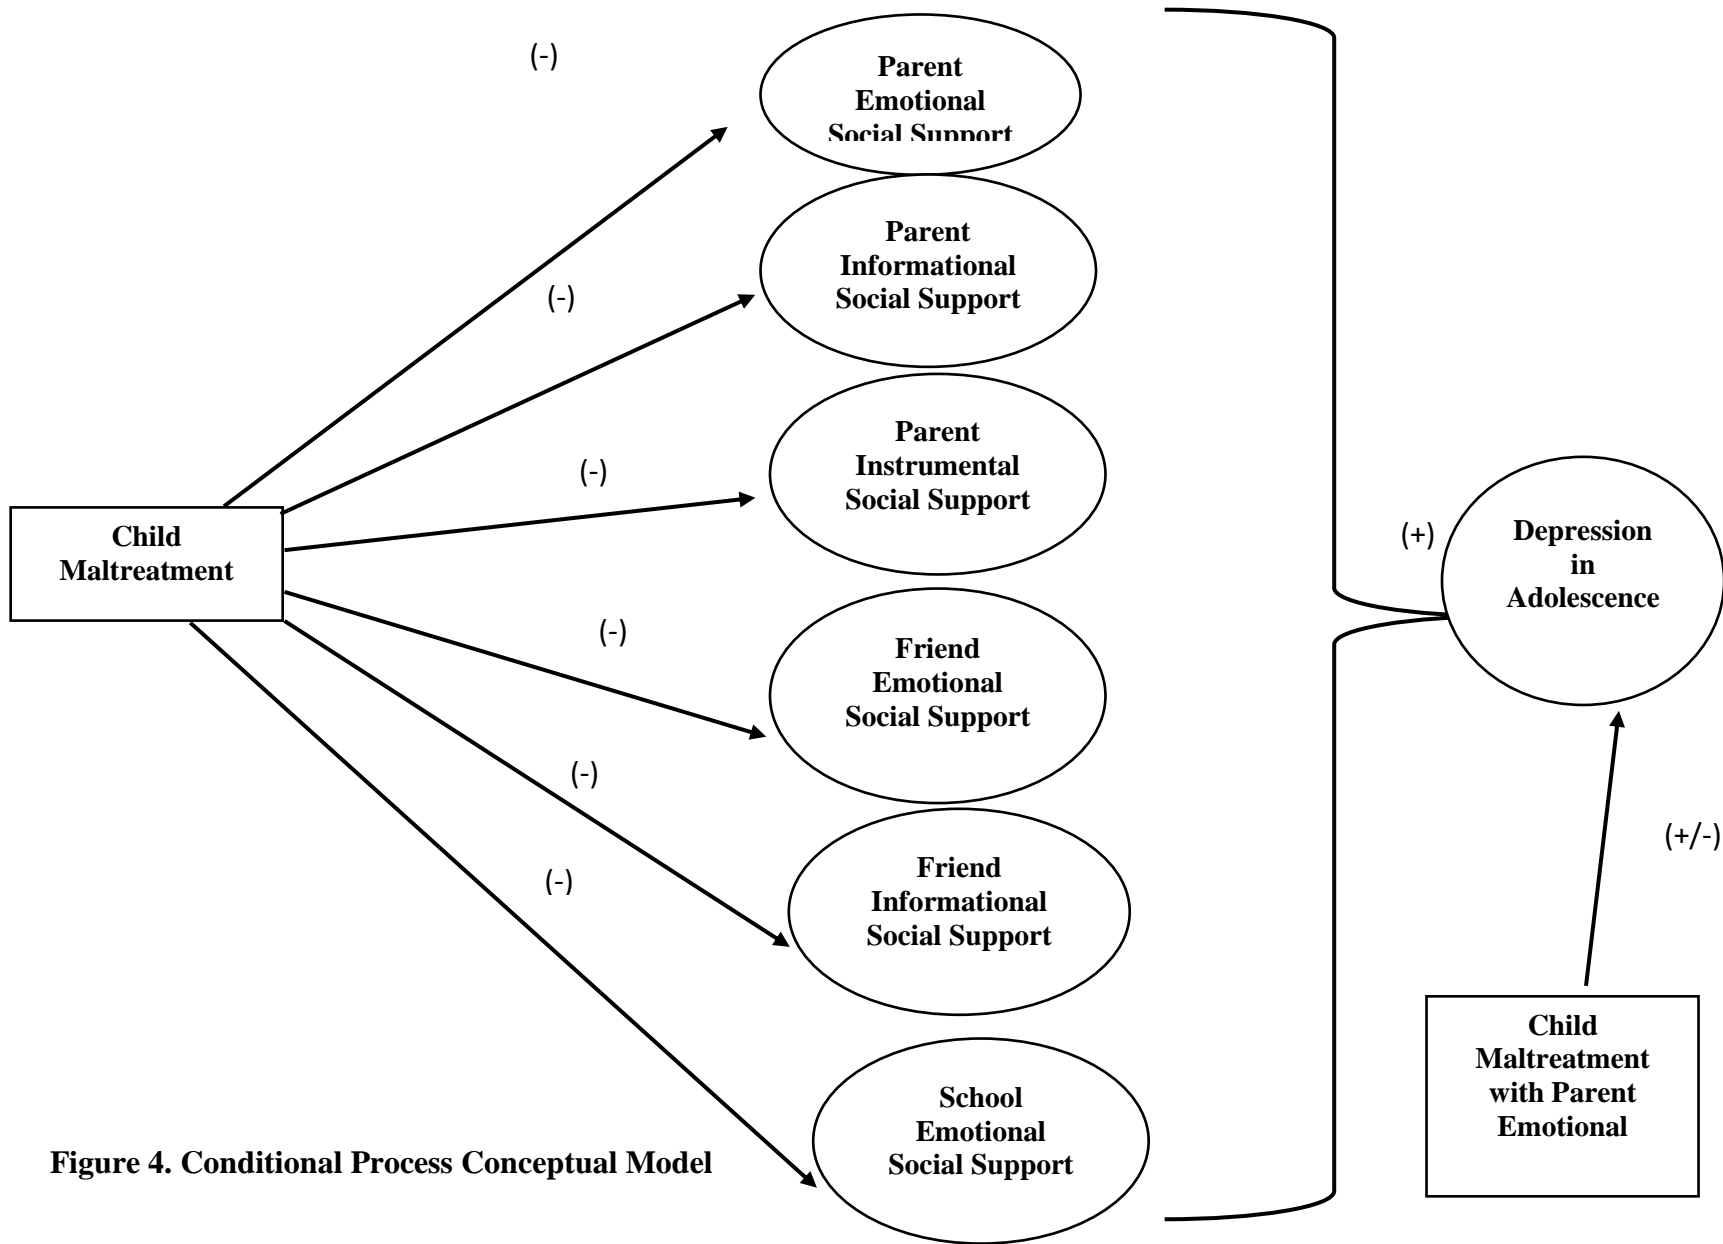 (-)
Parent
Emotional
Social Support
Parent
Informational
Social Support
(-)
Parent
Instrumental
Social Support
(-)
Child
Maltreatment
(+)
Depression
in
Adolescence
Friend
Emotional
Social Support
(-)
(-)
(+/-)
Friend
Informational
Social Support
(-)
Child
Maltreatment
with Parent
Emotional
School
Emotional
Social Support
Figure 4. Conditional Process Conceptual Model